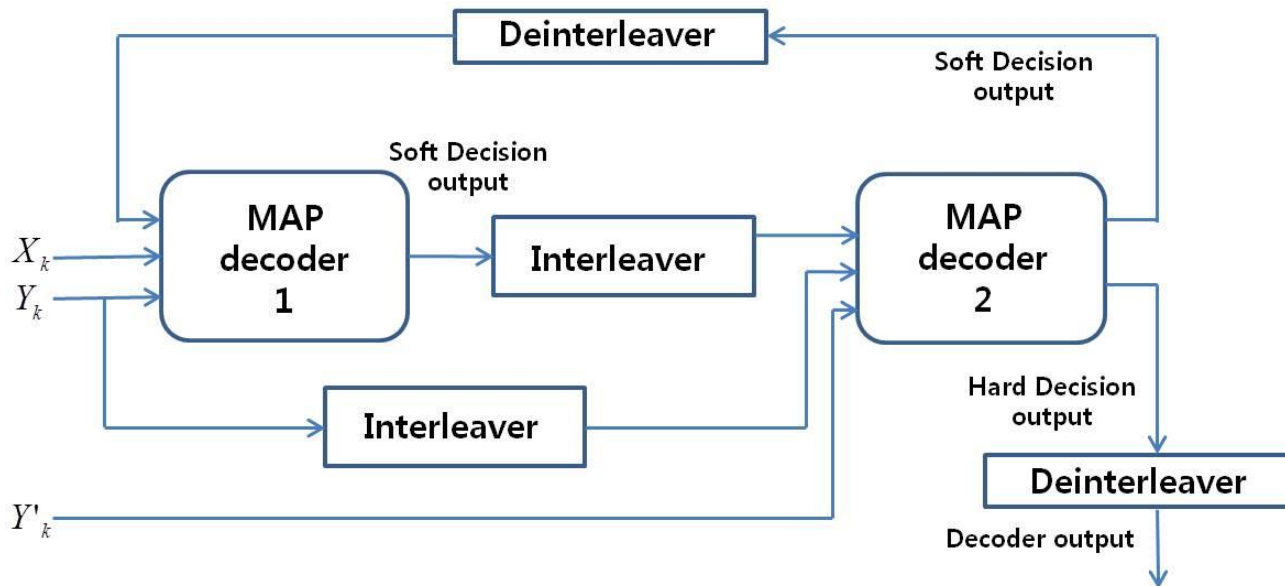 Deinterleaver
Soft Decision
output
Soft Decision
output
MAP
decoder
1
MAP
decoder
2
X_k
Interleaver
Y_k
Interleaver
Hard Decision
output
Deinterleaver
Y'_k
Decoder output